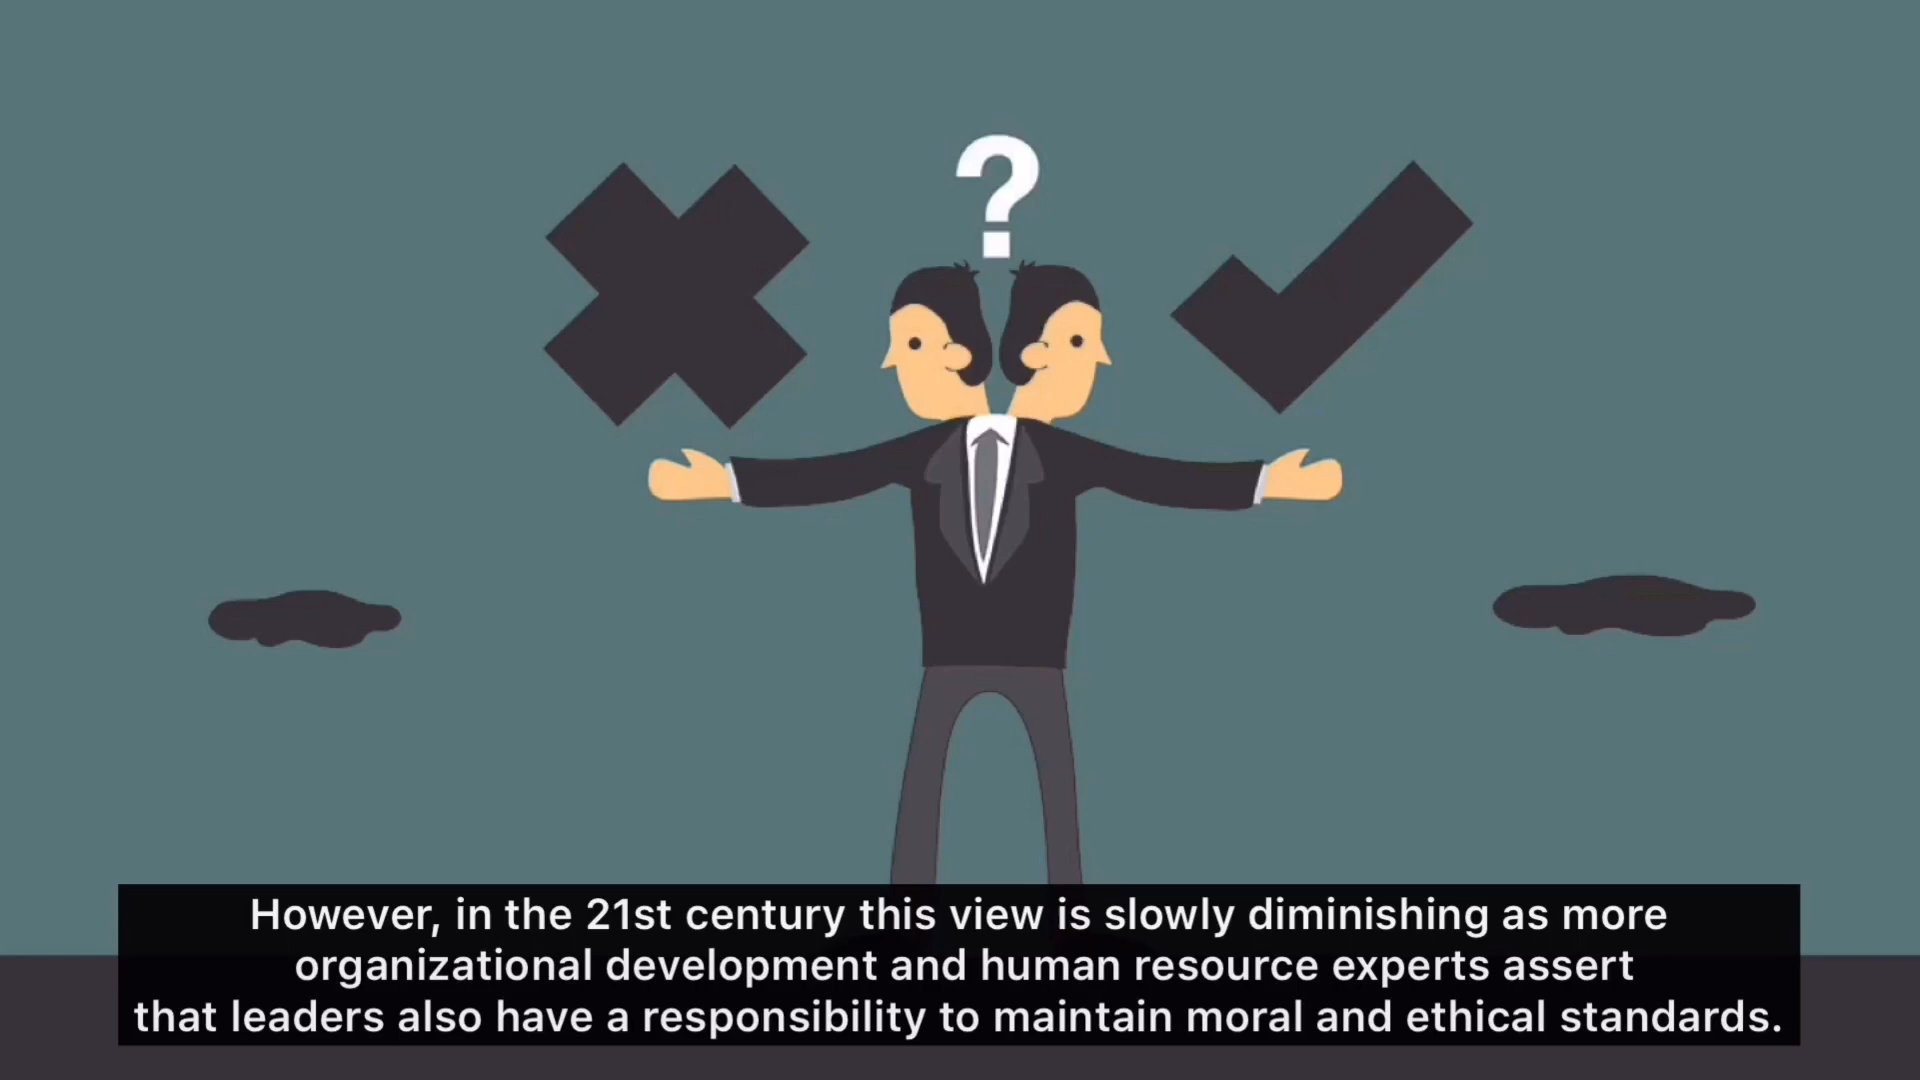 ?
However, in the 21st century this view is slowly diminishing as more
organizational development and human resource experts assert
that leaders also have a responsibility to maintain moral and ethical standards.